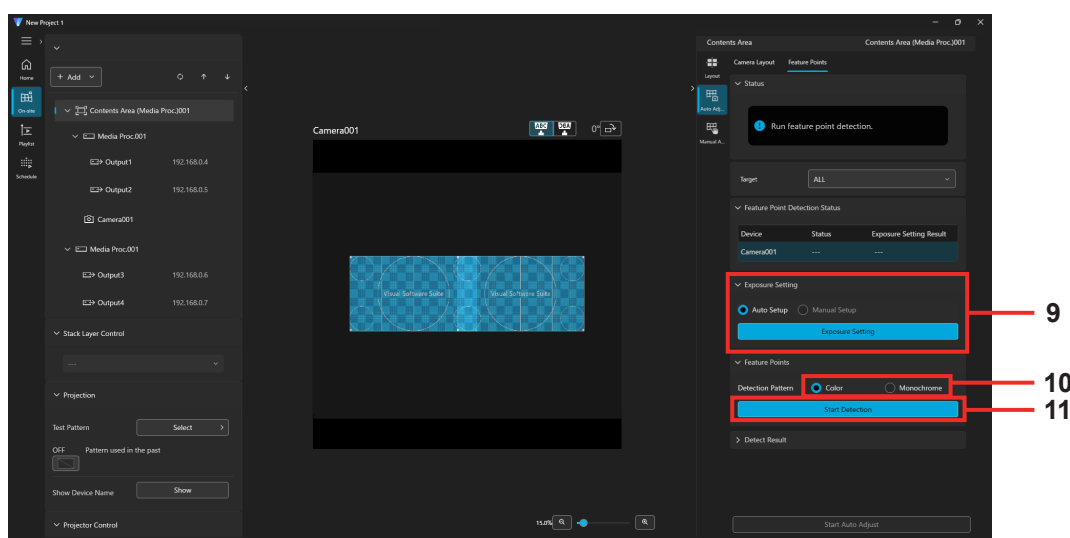 New Project 1
Contents Area
Contents Area (Media Proc.)001
Home
On-site
Playlist
Schedule
+ Add
Contents Area (Media Proc.)001
Media Proc.001
Output1 192.168.0.4
Output2 192.168.0.5
Camera001
Media Proc.001
Output3 192.168.0.6
Output4 192.168.0.7
Stack Layer Control
----
Projection
Test Pattern Select
OFF Pattern used in the past
Show Device Name Show
Projector Control
Camera001
ABC
0°
Visual Software Suite
Visual Software Suite
15.0%
Layout
Auto Adj...
Manual A...
Camera Layout Feature Points
Status
Run feature point detection.
Target ALL
Feature Point Detection Status
Device Status Exposure Setting Result
Camera001 ---- ----
Exposure Setting
Auto Setup Manual Setup
Exposure Setting
9
Feature Points
Detection Pattern Color Monochrome
10
Start Detection
11
Detect Result
Start Auto Adjust